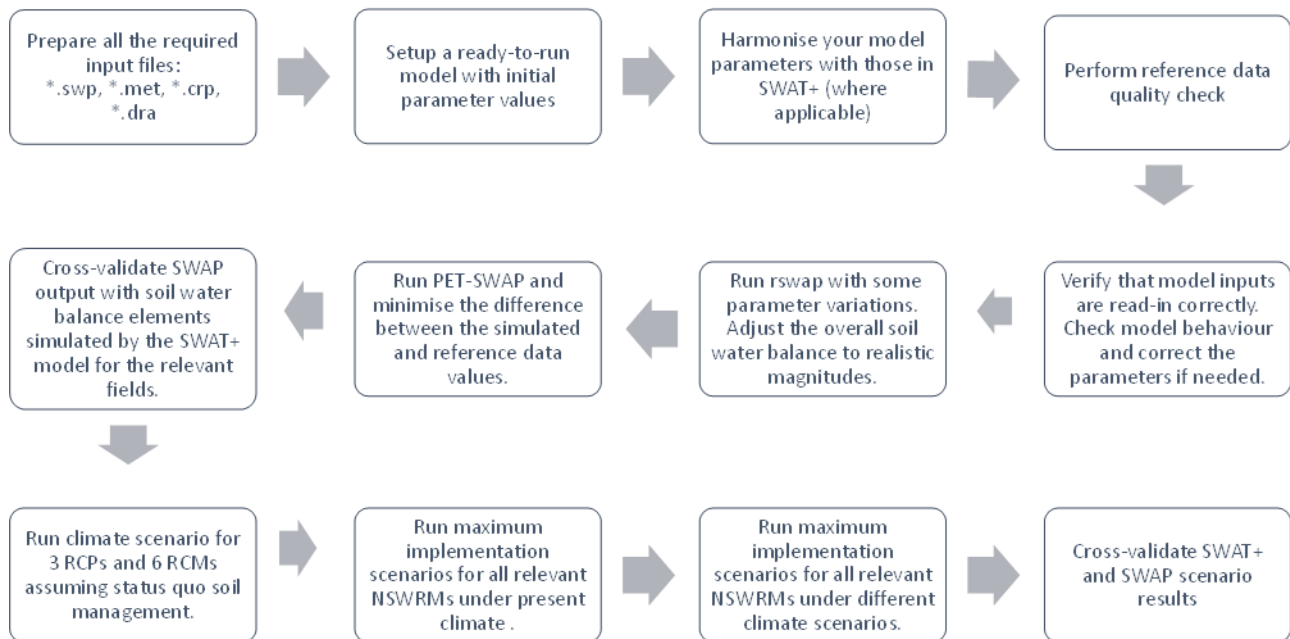 Prepare all the required
input files:
*.swp, *.met, *.crp,
*.dra
Setup a ready-to-run
model with initial
parameter values
Harmonise your model
parameters with those in
SWAT+ (where
applicable)
Perform reference data
quality check
Verify that model inputs
are read-in correctly.
Check model behaviour
and correct the
parameters if needed.
Run rswap with some
parameter variations.
Adjust the overall soil
water balance to realistic
magnitudes.
Run PET-SWAP and
minimise the difference
between the simulated
and reference data
values.
Cross-validate SWAP
output with soil water
balance elements
simulated by the SWAT+
model for the relevant
fields.
Run climate scenario for
3 RCPs and 6 RCMs
assuming status quo soil
management.
Run maximum
implementation
scenarios for all relevant
NSWRMs under present
climate .
Run maximum
implementation
scenarios for all relevant
NSWRMs under different
climate scenarios.
Cross-validate SWAT+
and SWAP scenario
results